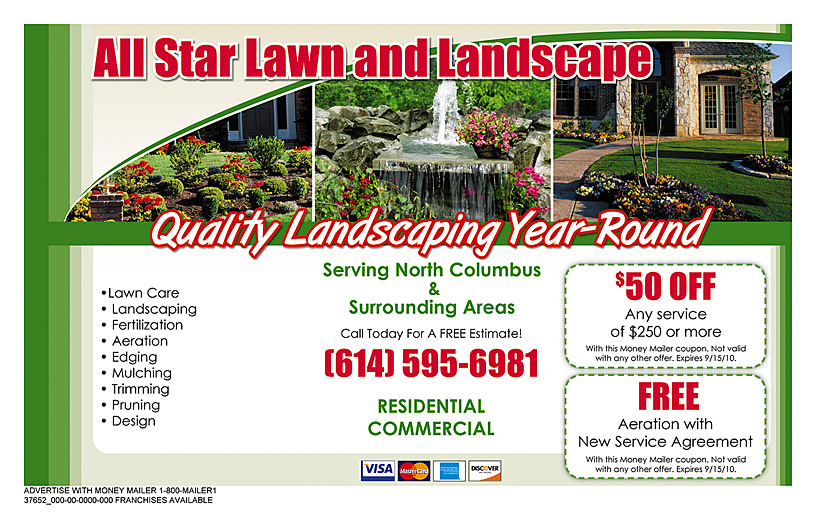 All Star Lawn and Landscape
Quality Landscaping Year-Round
•Lawn Care
• Landscaping
• Fertilization
• Aeration
• Edging
• Mulching
• Trimming
• Pruning
• Design
Serving North Columbus
&
Surrounding Areas
Call Today For A FREE Estimate!
(614) 595-6981
RESIDENTIAL
COMMERCIAL
VISA MasterCard DISCOVER
$50 OFF
Any service
of $250 or more
With this Money Mailer coupon. Not valid
with any other offer. Expires 9/15/10.
FREE
Aeration with
New Service Agreement
With this Money Mailer coupon. Not valid
with any other offer. Expires 9/15/10.
ADVERTISE WITH MONEY MAILER 1-800-MAILER1
37652_000-00-0000-000 FRANCHISES AVAILABLE